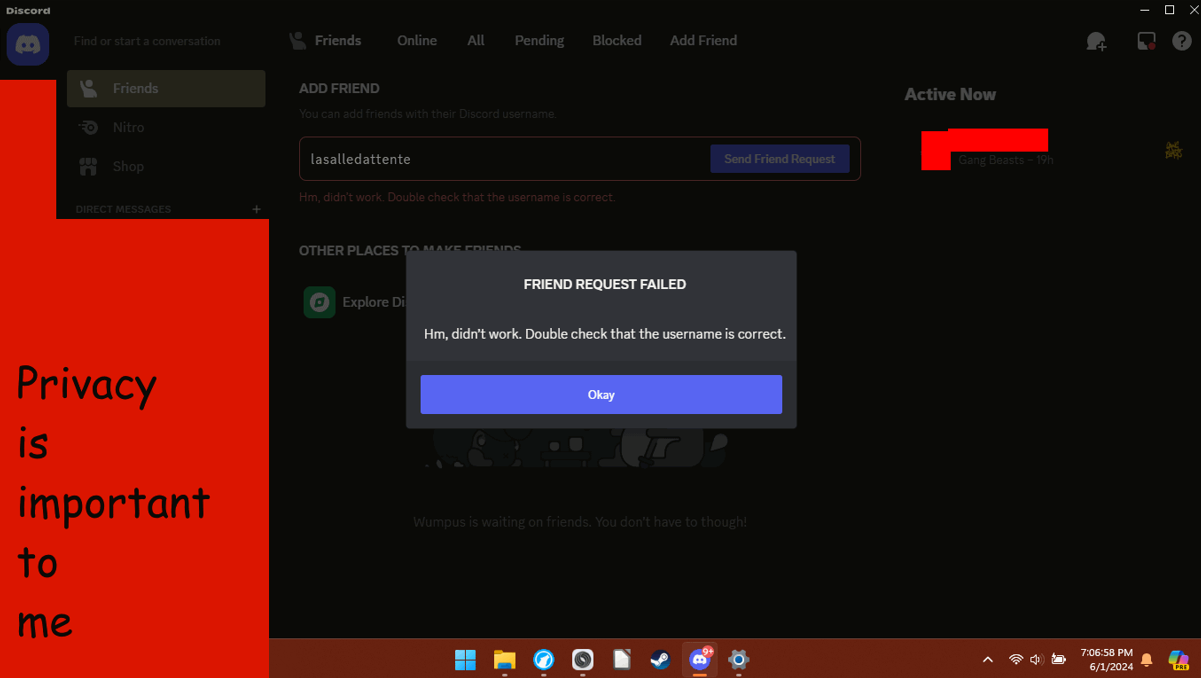 Discord
Find or start a conversation
Friends
Nitro
Shop
DIRECT MESSAGES +
Friends Online All Pending Blocked Add Friend
ADD FRIEND
You can add friends with their Discord username.
lasalledattente
Send Friend Request
Hm, didn't work. Double check that the username is correct.
OTHER PLACES TO MAKE FRIENDS
Explore Di
FRIEND REQUEST FAILED
Hm, didn't work. Double check that the username is correct.
Okay
Wumpus is waiting on friends. You don't have to though!
Active Now
Gang Beasts – 19h
Privacy
is
important
to
me
9+
7:06:58 PM
6/1/2024
PRE